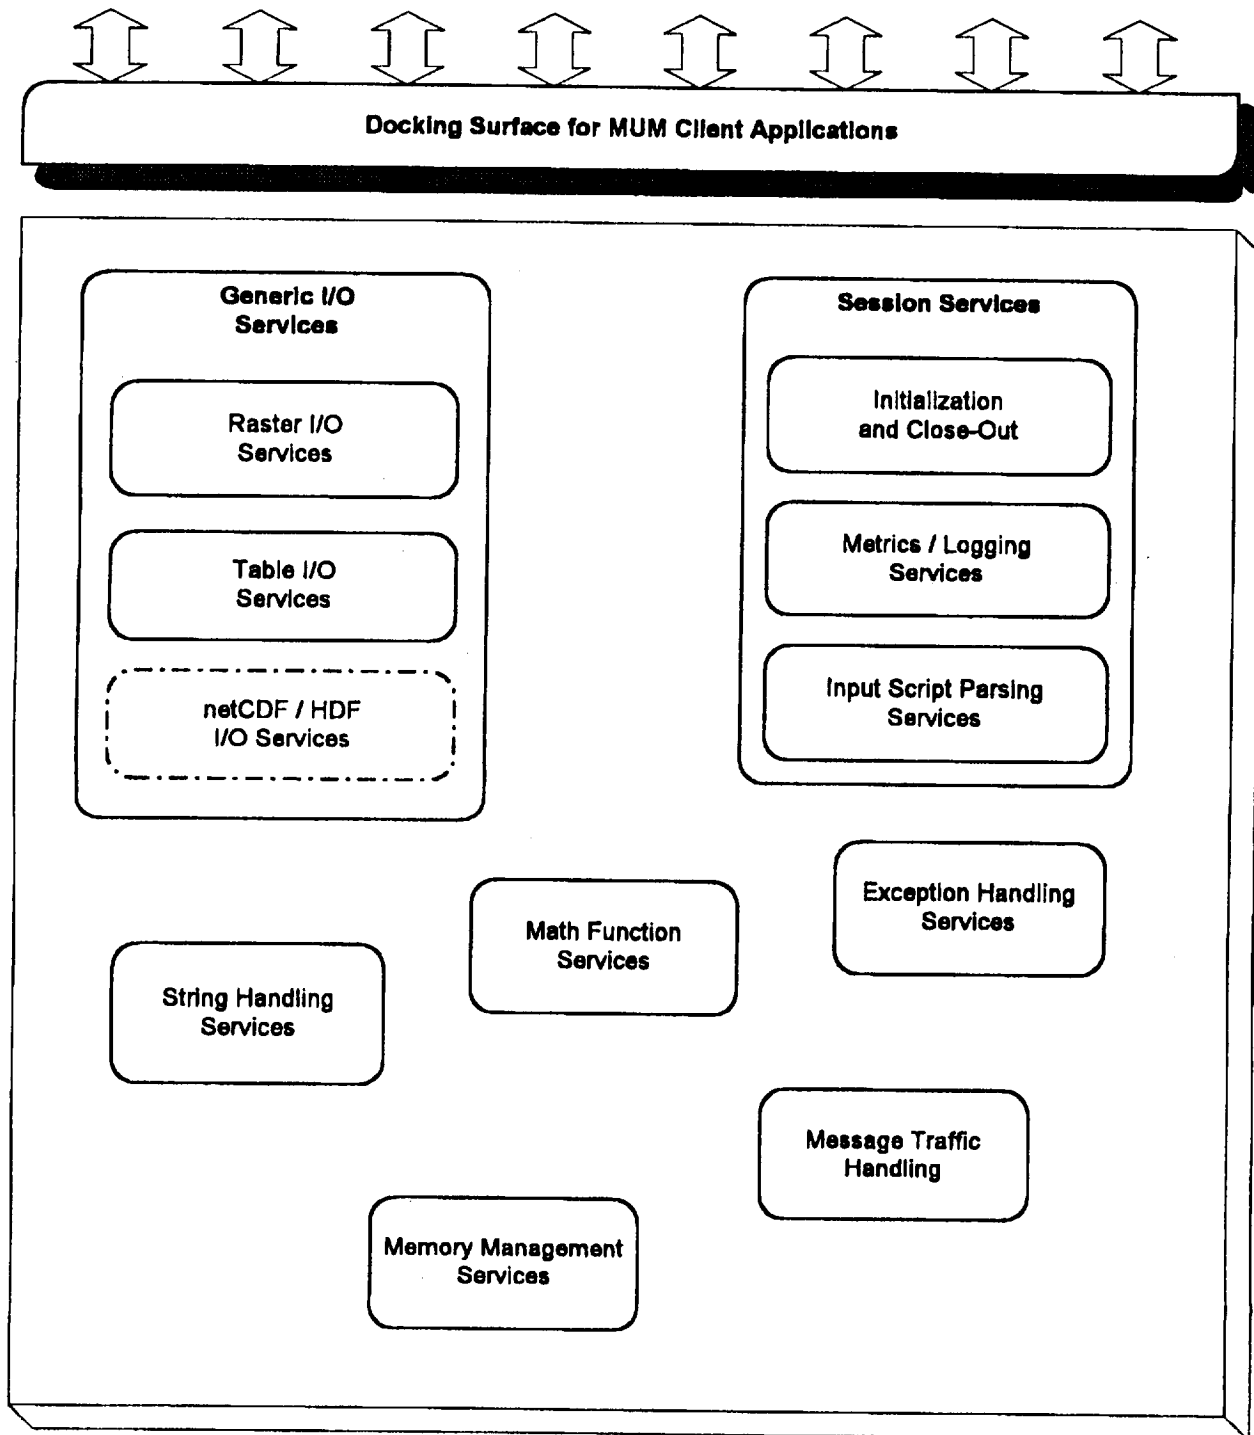 Docking Surface for MUM Client Applications
Generic I/O
Services
Raster I/O
Services
Table I/O
Services
netCDF / HDF
I/O Services
Session Services
Initialization
and Close-Out
Metrics / Logging
Services
Input Script Parsing
Services
Exception Handling
Services
Math Function
Services
String Handling
Services
Message Traffic
Handling
Memory Management
Services